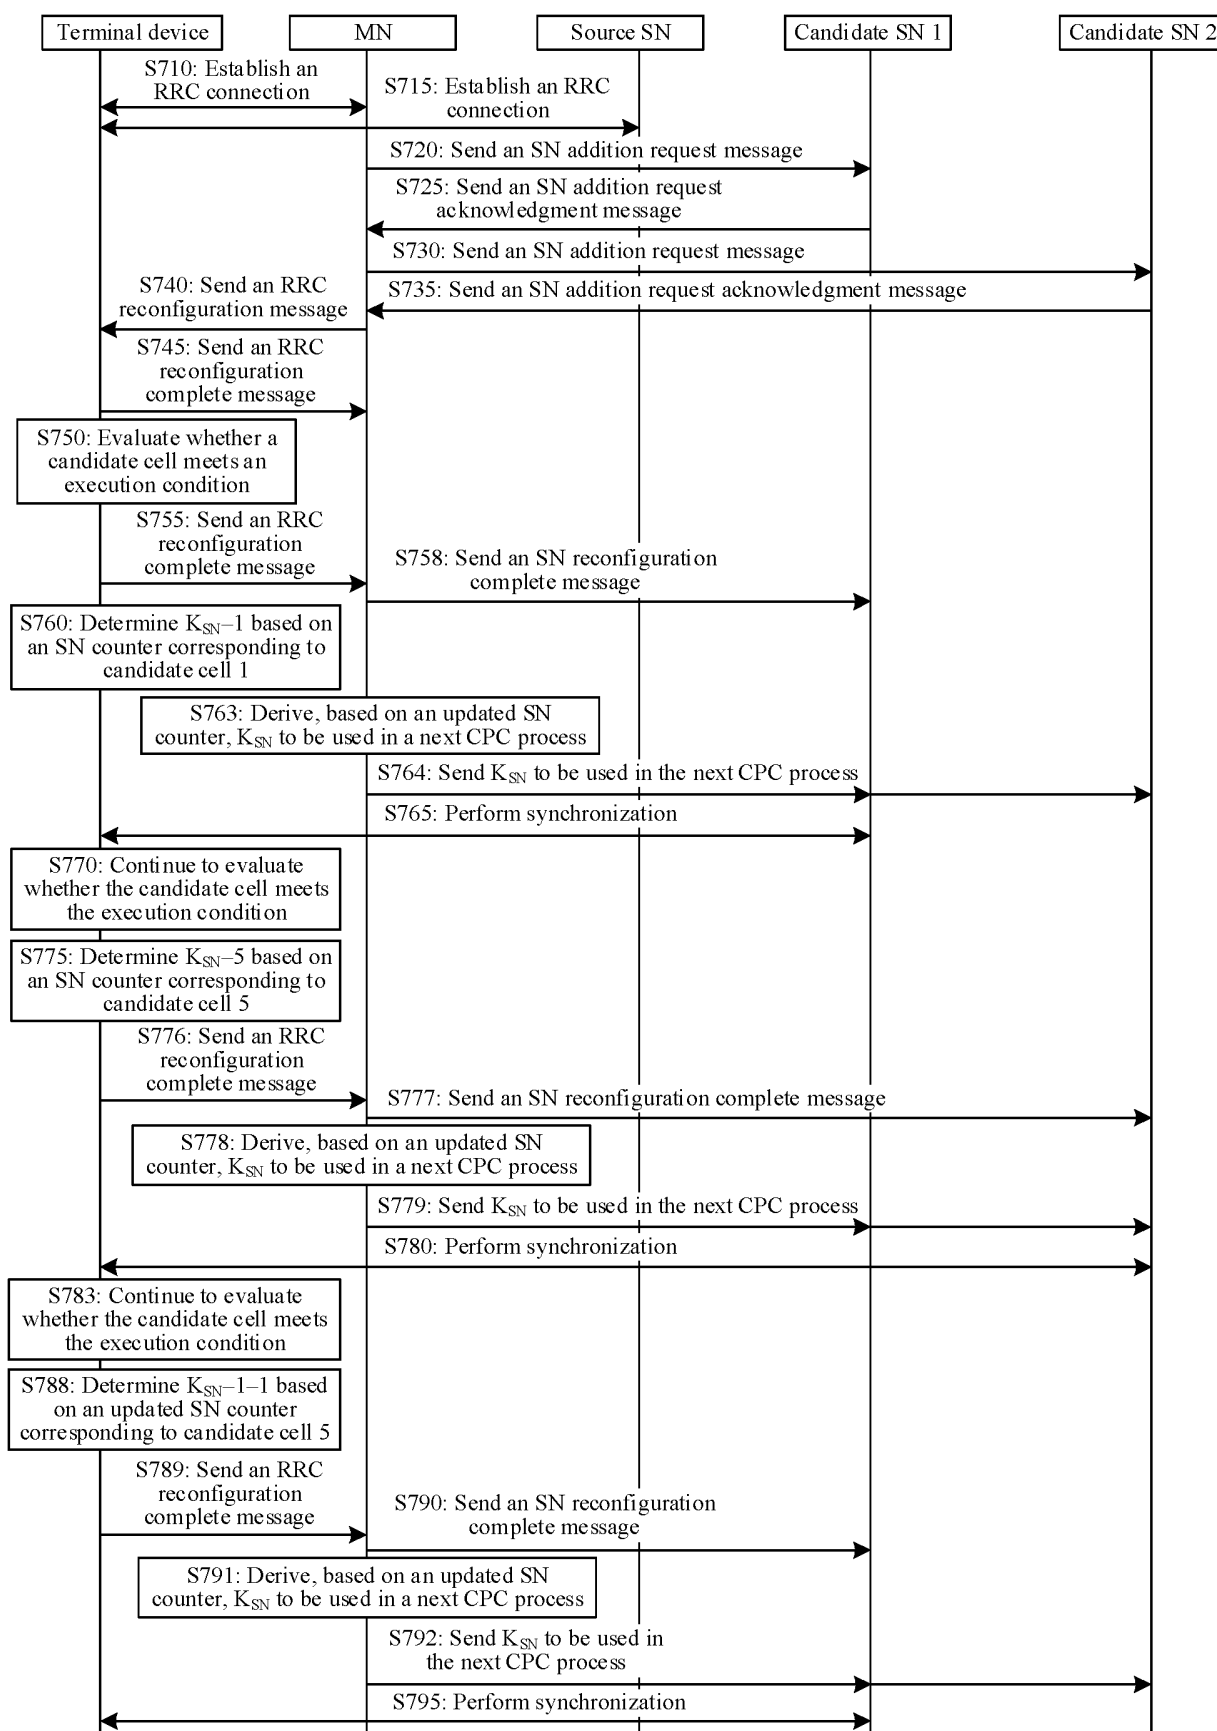 Terminal device
MN
Source SN
Candidate SN 1
Candidate SN 2
S710: Establish an
RRC connection
S715: Establish an RRC
connection
S720: Send an SN addition request message
S725: Send an SN addition request
acknowledgment message
S730: Send an SN addition request message
S735: Send an SN addition request acknowledgment message
S740: Send an RRC
reconfiguration message
S745: Send an RRC
reconfiguration
complete message
S750: Evaluate whether a
candidate cell meets an
execution condition
S755: Send an RRC
reconfiguration
complete message
S758: Send an SN reconfiguration
complete message
S760: Determine K_SN–1 based on
an SN counter corresponding to
candidate cell 1
S763: Derive, based on an updated SN
counter, K_SN to be used in a next CPC process
S764: Send K_SN to be used in the next CPC process
S765: Perform synchronization
S770: Continue to evaluate
whether the candidate cell meets
the execution condition
S775: Determine K_SN–5 based on
an SN counter corresponding to
candidate cell 5
S776: Send an RRC
reconfiguration
complete message
S777: Send an SN reconfiguration complete message
S778: Derive, based on an updated SN
counter, K_SN to be used in a next CPC process
S779: Send K_SN to be used in the next CPC process
S780: Perform synchronization
S783: Continue to evaluate
whether the candidate cell meets
the execution condition
S788: Determine K_SN–1–1 based
on an updated SN counter
corresponding to candidate cell 5
S789: Send an RRC
reconfiguration
complete message
S790: Send an SN reconfiguration
complete message
S791: Derive, based on an updated SN
counter, K_SN to be used in a next CPC process
S792: Send K_SN to be used in
the next CPC process
S795: Perform synchronization